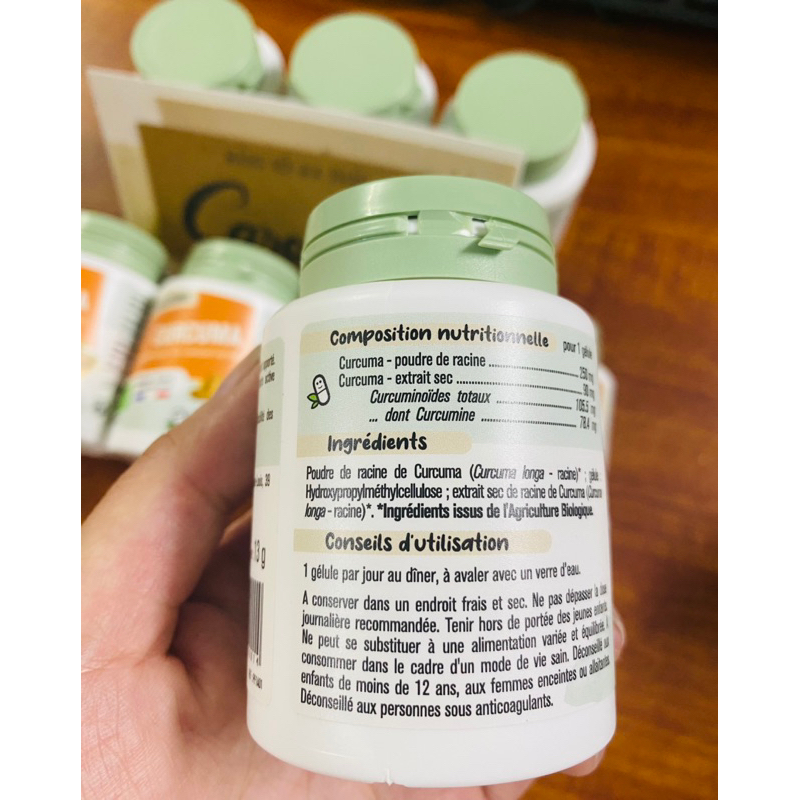 CURCUMA
Composition nutritionnelle pour 1 gélule
Curcuma - poudre de racine 250 mg
Curcuma - extrait sec 90 mg
Curcuminoïdes totaux 105.5 mg
... dont Curcumine 78.4 mg
Ingrédients
Poudre de racine de Curcuma (Curcuma longa - racine)* ; gélule
Hydroxypropylméthylcellulose ; extrait sec de racine de Curcuma (Curcuma
longa - racine)*. *Ingrédients issus de l'Agriculture Biologique.
Conseils d'utilisation
1 gélule par jour au dîner, à avaler avec un verre d'eau.
A conserver dans un endroit frais et sec. Ne pas dépasser la dose
journalière recommandée. Tenir hors de portée des jeunes enfants.
Ne peut se substituer à une alimentation variée et équilibrée. A
consommer dans le cadre d'un mode de vie sain. Déconseillé aux
enfants de moins de 12 ans, aux femmes enceintes ou allaitantes.
Déconseillé aux personnes sous anticoagulants.
13 g